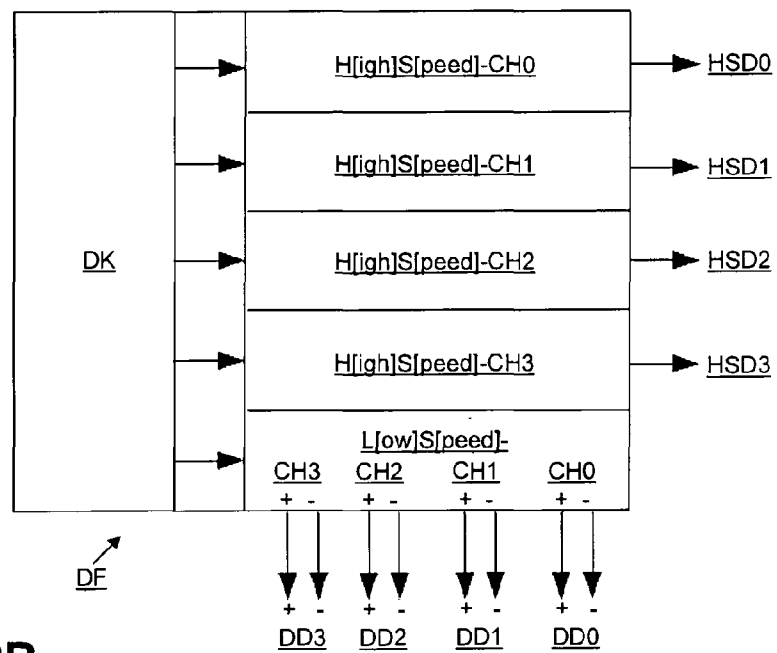 H[igh]S[peed]-CH0 HSD0
H[igh]S[peed]-CH1 HSD1
DK H[igh]S[peed]-CH2 HSD2
H[igh]S[peed]-CH3 HSD3
L[ow]S[peed]-
CH3 CH2 CH1 CH0
+ - + - + - + -
DF
+ - + - + - + -
DD3 DD2 DD1 DD0